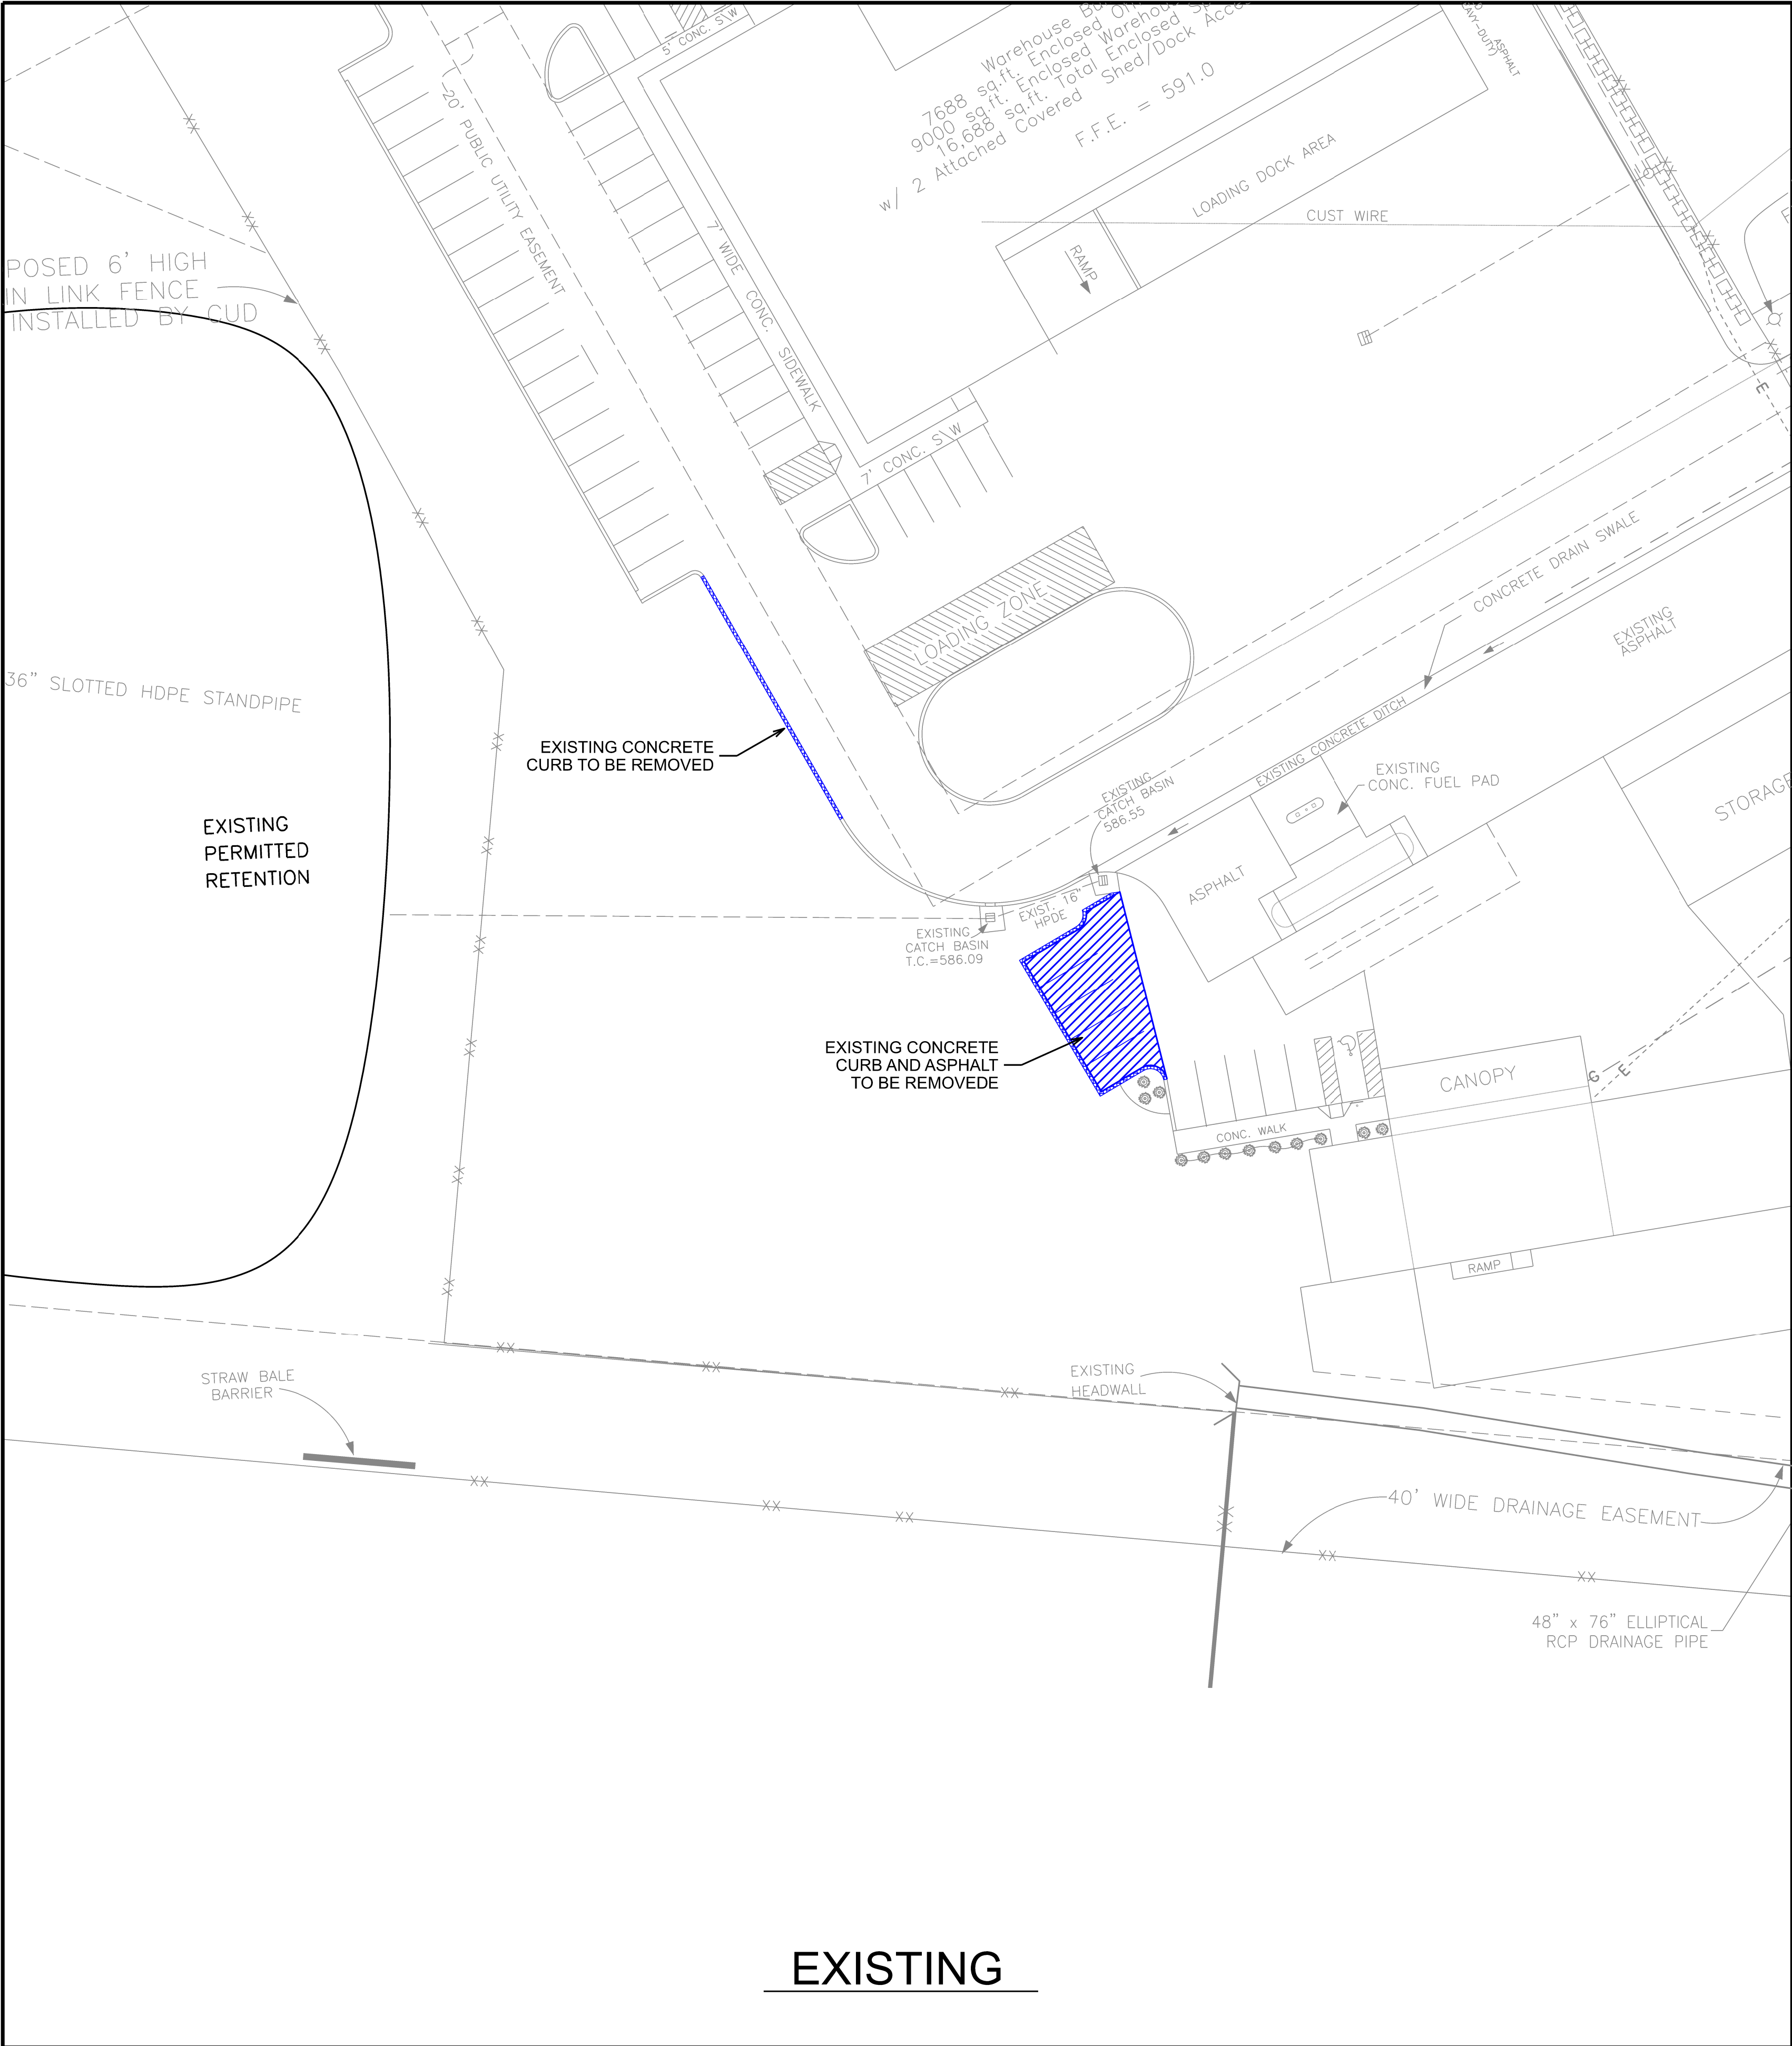 5' CONC. S\W
Warehouse
7688 sq.ft. Enclosed
9000 sq.ft. Enclosed Warehou
16,688 sq.ft. Total Enclosed
w/ 2 Attached Covered Shed/Dock Acce
F.F.E. = 591.0
ASPHALT
20' PUBLIC UTILITY EASEMENT
7' WIDE CONC. SIDEWALK
LOADING DOCK AREA
CUST WIRE
RAMP
POSED 6' HIGH
IN LINK FENCE
INSTALLED BY CUD
E
7' CONC. S\W
LOADING ZONE
CONCRETE DRAIN SWALE
EXISTING
ASPHALT
36" SLOTTED HDPE STANDPIPE
EXISTING CONCRETE
CURB TO BE REMOVED
EXISTING CONCRETE DITCH
EXISTING
CATCH BASIN
586.55
EXISTING
CONC. FUEL PAD
STORAGE
EXISTING
PERMITTED
RETENTION
ASPHALT
EXIST. 16"
HPDE
EXISTING
CATCH BASIN
T.C.=586.09
EXISTING CONCRETE
CURB AND ASPHALT
TO BE REMOVEDE
CANOPY
G
E
CONC. WALK
RAMP
STRAW BALE
BARRIER
EXISTING
HEADWALL
40' WIDE DRAINAGE EASEMENT
48" x 76" ELLIPTICAL
RCP DRAINAGE PIPE
EXISTING